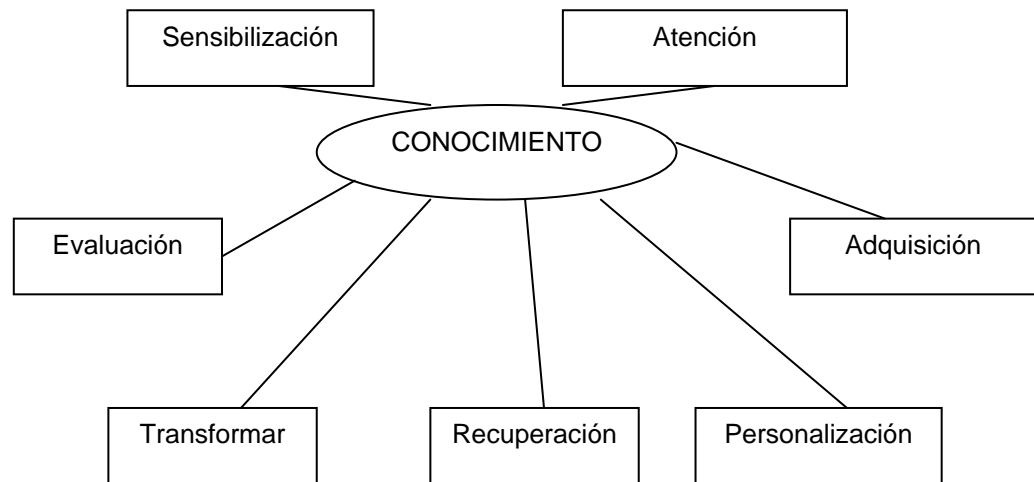 Sensibilización
Atención
CONOCIMIENTO
Evaluación
Adquisición
Transformar
Recuperación
Personalización